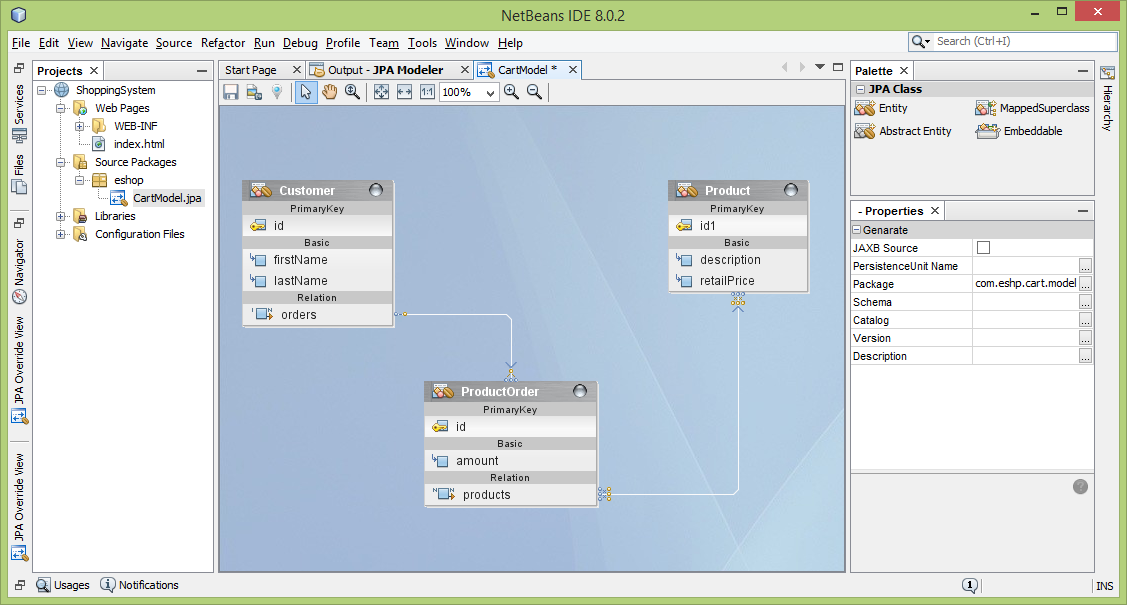 NetBeans IDE 8.0.2
File Edit View Navigate Source Refactor Run Debug Profile Team Tools Window Help
Search (Ctrl+I)
Services
Files
Navigator
JPA Override View
JPA Override View
Projects
ShoppingSystem
Web Pages
WEB-INF
index.html
Source Packages
eshop
CartModel.jpa
Libraries
Configuration Files
Start Page
Output - JPA Modeler
CartModel *
1:1
100%
Customer
PrimaryKey
id
Basic
firstName
lastName
Relation
orders
Product
PrimaryKey
id1
Basic
description
retailPrice
ProductOrder
PrimaryKey
id
Basic
amount
Relation
products
Palette
JPA Class
Entity
MappedSuperclass
Abstract Entity
Embeddable
- Properties
Genarate
JAXB Source
PersistenceUnit Name ...
Package com.eshp.cart.model ...
Schema ...
Catalog ...
Version ...
Description ...
Hierarchy
Usages
Notifications
1
INS